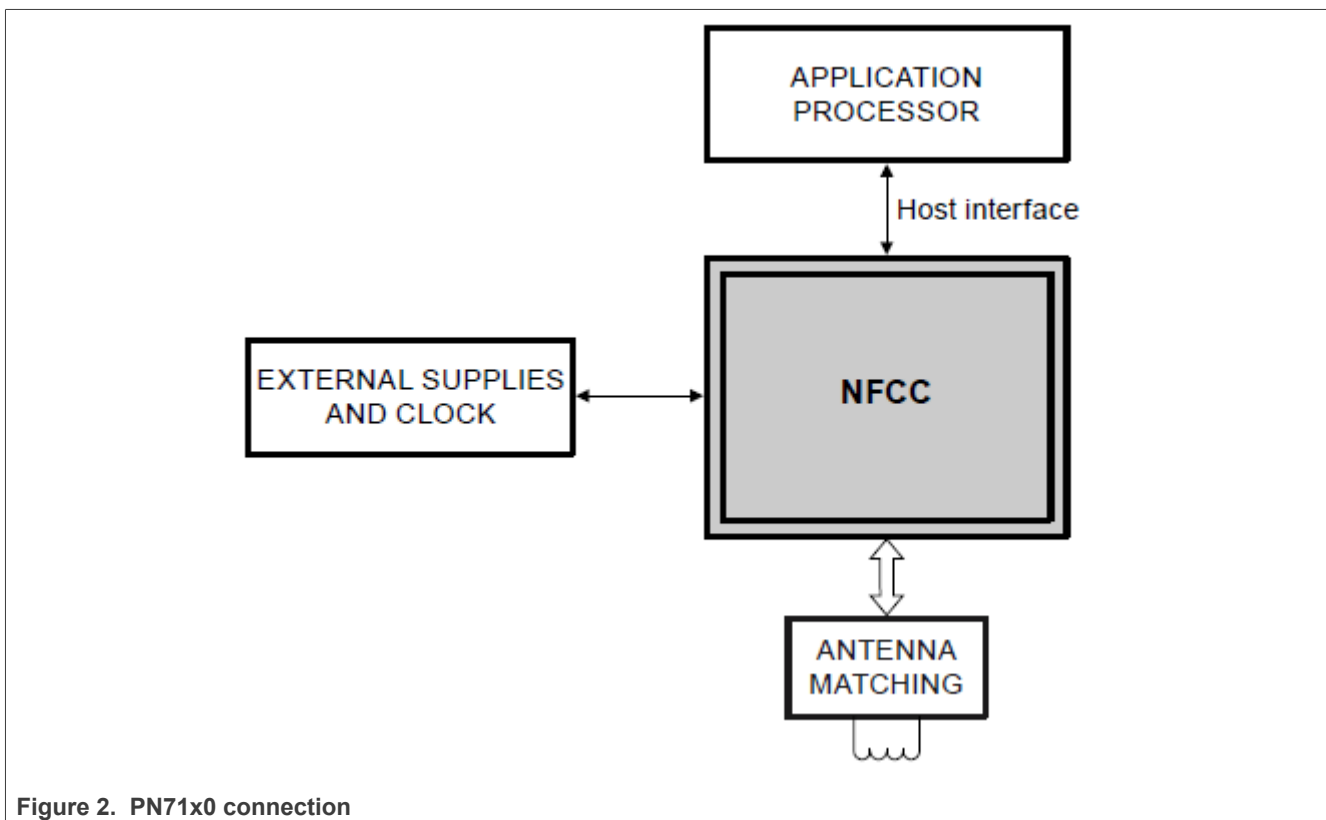 APPLICATION
PROCESSOR
Host interface
EXTERNAL SUPPLIES
AND CLOCK
NFCC
ANTENNA
MATCHING
Figure 2. PN71x0 connection